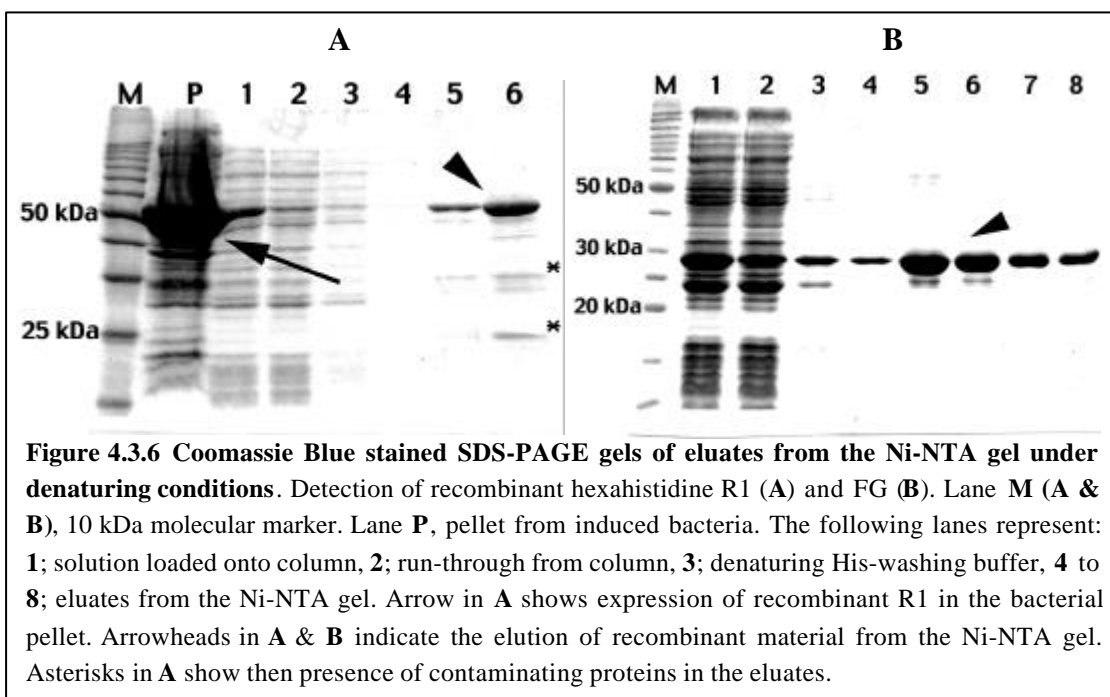 A B
M P 1 2 3 4 5 6 M 1 2 3 4 5 6 7 8
50 kDa
25 kDa
*
*
50 kDa
30 kDa
20 kDa
Figure 4.3.6 Coomassie Blue stained SDS-PAGE gels of eluates from the Ni-NTA gel under
denaturing conditions. Detection of recombinant hexahistidine R1 (A) and FG (B). Lane M (A &
B), 10 kDa molecular marker. Lane P, pellet from induced bacteria. The following lanes represent:
1; solution loaded onto column, 2; run-through from column, 3; denaturing His-washing buffer, 4 to
8; eluates from the Ni-NTA gel. Arrow in A shows expression of recombinant R1 in the bacterial
pellet. Arrowheads in A & B indicate the elution of recombinant material from the Ni-NTA gel.
Asterisks in A show then presence of contaminating proteins in the eluates.